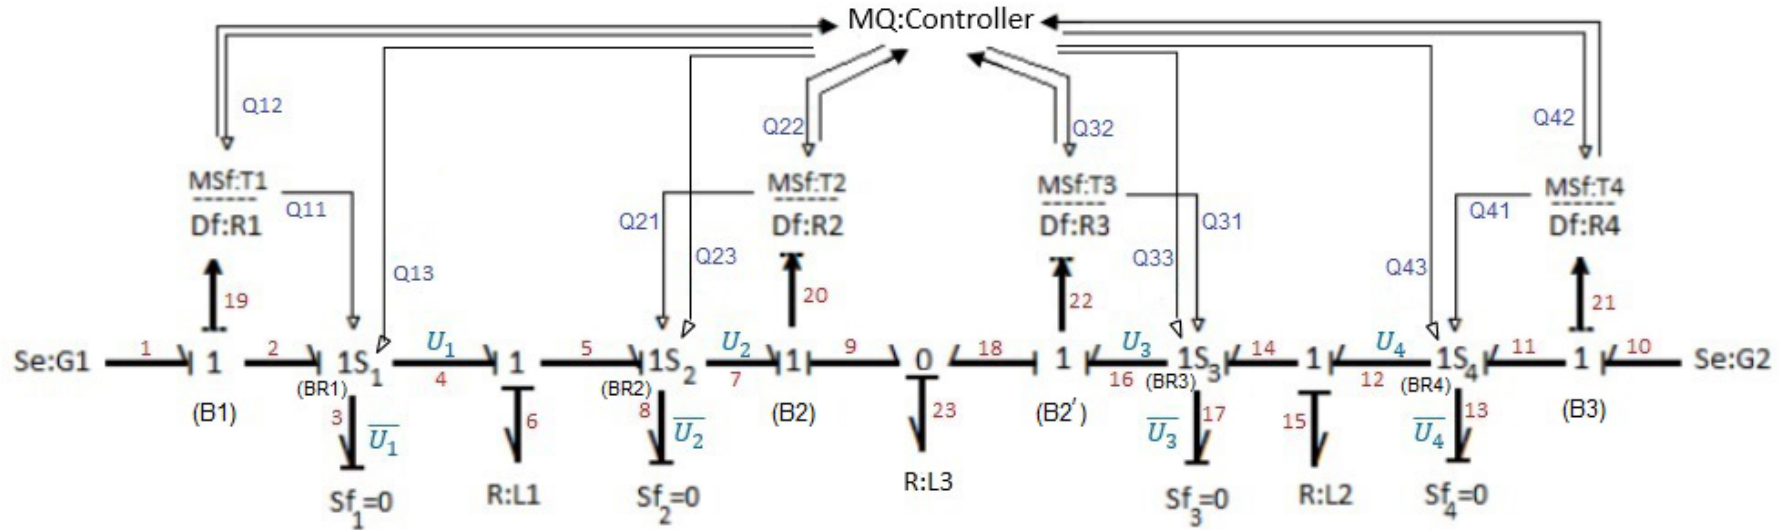 MQ:Controller
Q12 Q22 Q32 Q42
MSf:T1 MSf:T2 MSf:T3 MSf:T4
Df:R1 Df:R2 Df:R3 Df:R4
Q11 Q21 Q31 Q41
Q13 Q23 Q33 Q43
19 20 22 21
Se:G1 1 1 2 1S₁ U₁ 4 1 5 1S₂ U₂ 7 1 9 0 18 1 U₃ 16 1S₃ 14 1 U₄ 12 1S₄ 11 1 10 Se:G2
(BR1) (BR2) (BR3) (BR4)
(B1) (B2) (B2′) (B3)
3 U̅₁ 6 8 U̅₂ 23 U̅₃ 17 15 U̅₄ 13
Sf₁=0 R:L1 Sf₂=0 R:L3 Sf₃=0 R:L2 Sf₄=0